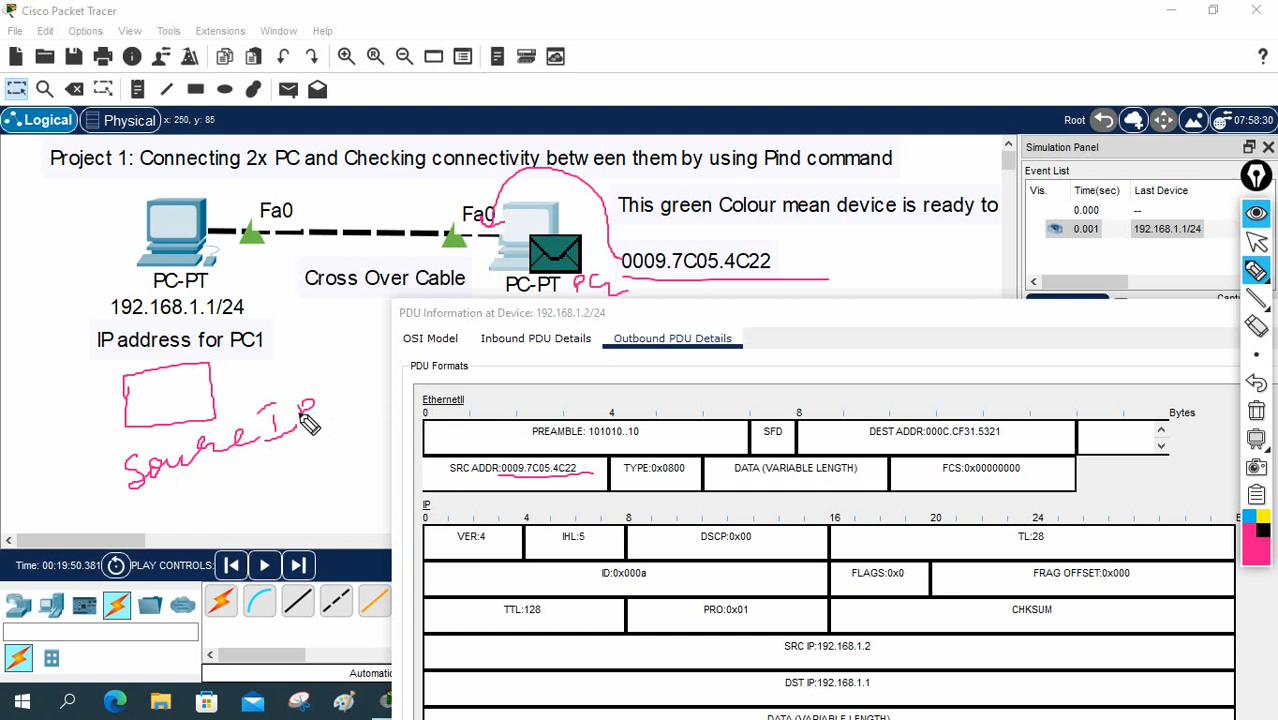 Cisco Packet Tracer
File Edit Options View Tools Extensions Window Help
Logical Physical x: 250, y: 85 Root 07:58:30
Project 1: Connecting 2x PC and Checking connectivity between them by using Pind command
Simulation Panel
Event List
Vis. Time(sec) Last Device
0.000 --
0.001 192.168.1.1/24
Fa0
Fa0
This green Colour mean device is ready to
0009.7C05.4C22
Cross Over Cable
PC-PT
192.168.1.1/24
PC-PT
PC2
IP address for PC1
Source IP
PDU Information at Device: 192.168.1.2/24
OSI Model Inbound PDU Details Outbound PDU Details
PDU Formats
EthernetII
0 4 8 Bytes
PREAMBLE: 101010..10 SFD DEST ADDR:000C.CF31.5321
SRC ADDR:0009.7C05.4C22 TYPE:0x0800 DATA (VARIABLE LENGTH) FCS:0x00000000
IP
0 4 8 16 20 24
VER:4 IHL:5 DSCP:0x00 TL:28
ID:0x000a FLAGS:0x0 FRAG OFFSET:0x000
TTL:128 PRO:0x01 CHKSUM
SRC IP:192.168.1.2
DST IP:192.168.1.1
DATA (VARIABLE LENGTH)
Time: 00:19:50.381 PLAY CONTROLS: